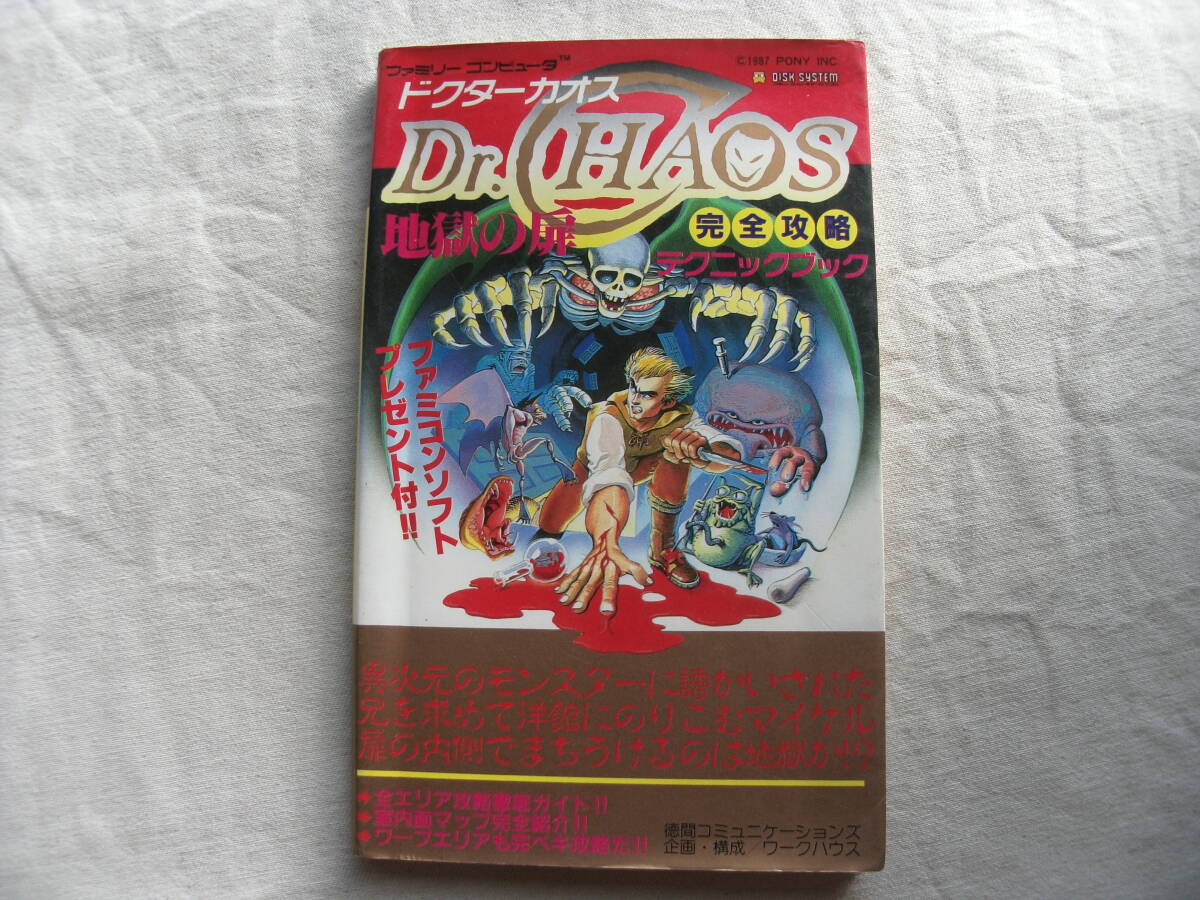 ファミリー コンピュータ™
©1987 PONY INC
DISK SYSTEM
ドクターカオス
Dr. CHAOS
地獄の扉
完全攻略
テクニックブック
ファミコンソフト
プレゼント付!!
異次元のモンスターに誘かいされた
兄を求めて洋館にのりこむマイケル
扉の内側でまちうけるのは地獄か!?
全エリア攻略徹底ガイド!!
室内画マップ完全紹介!!
ワープエリアも完ペキ攻略だ!!
徳間コミュニケーションズ
企画・構成/ワークハウス